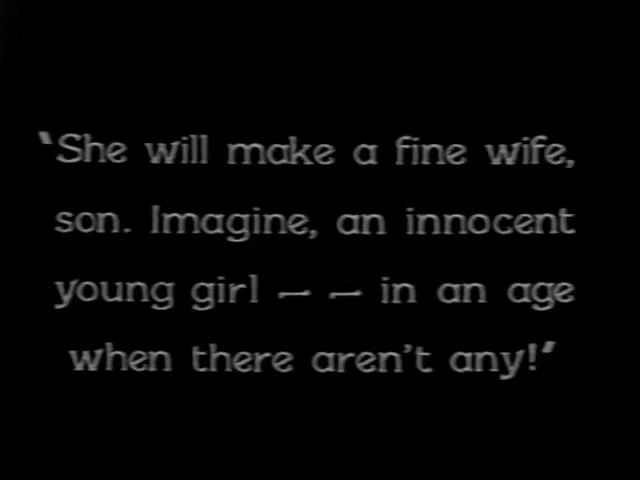 "She will make a fine wife,
son. Imagine, an innocent
young girl — — in an age
when there aren't any!"